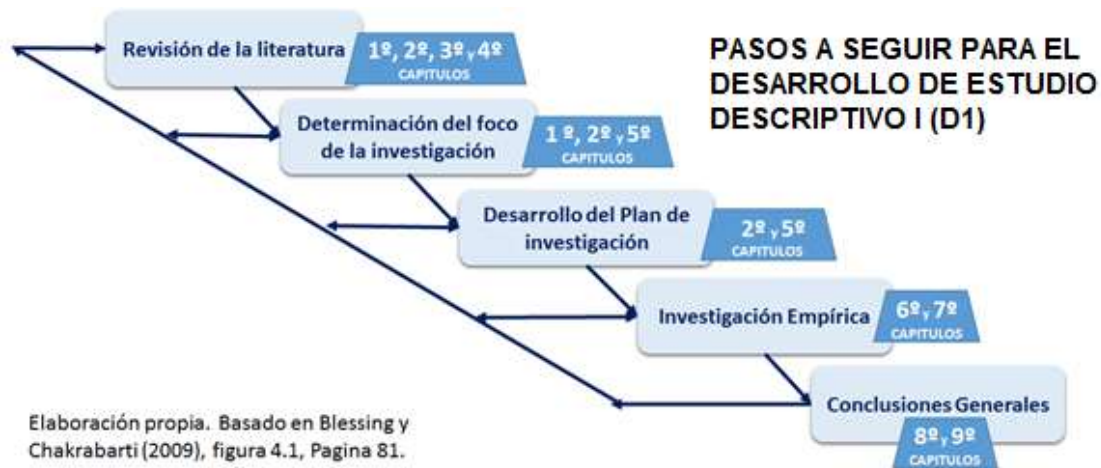 PASOS A SEGUIR PARA EL
DESARROLLO DE ESTUDIO
DESCRIPTIVO I (D1)
Revisión de la literatura
1º, 2º, 3º y 4º
CAPITULOS
Determinación del foco
de la investigación
1 º, 2º y 5º
CAPITULOS
Desarrollo del Plan de
investigación
2º y 5º
CAPITULOS
Investigación Empírica
6º y 7º
CAPITULOS
Conclusiones Generales
8º y 9º
CAPITULOS
Elaboración propia. Basado en Blessing y
Chakrabarti (2009), figura 4.1, Pagina 81.